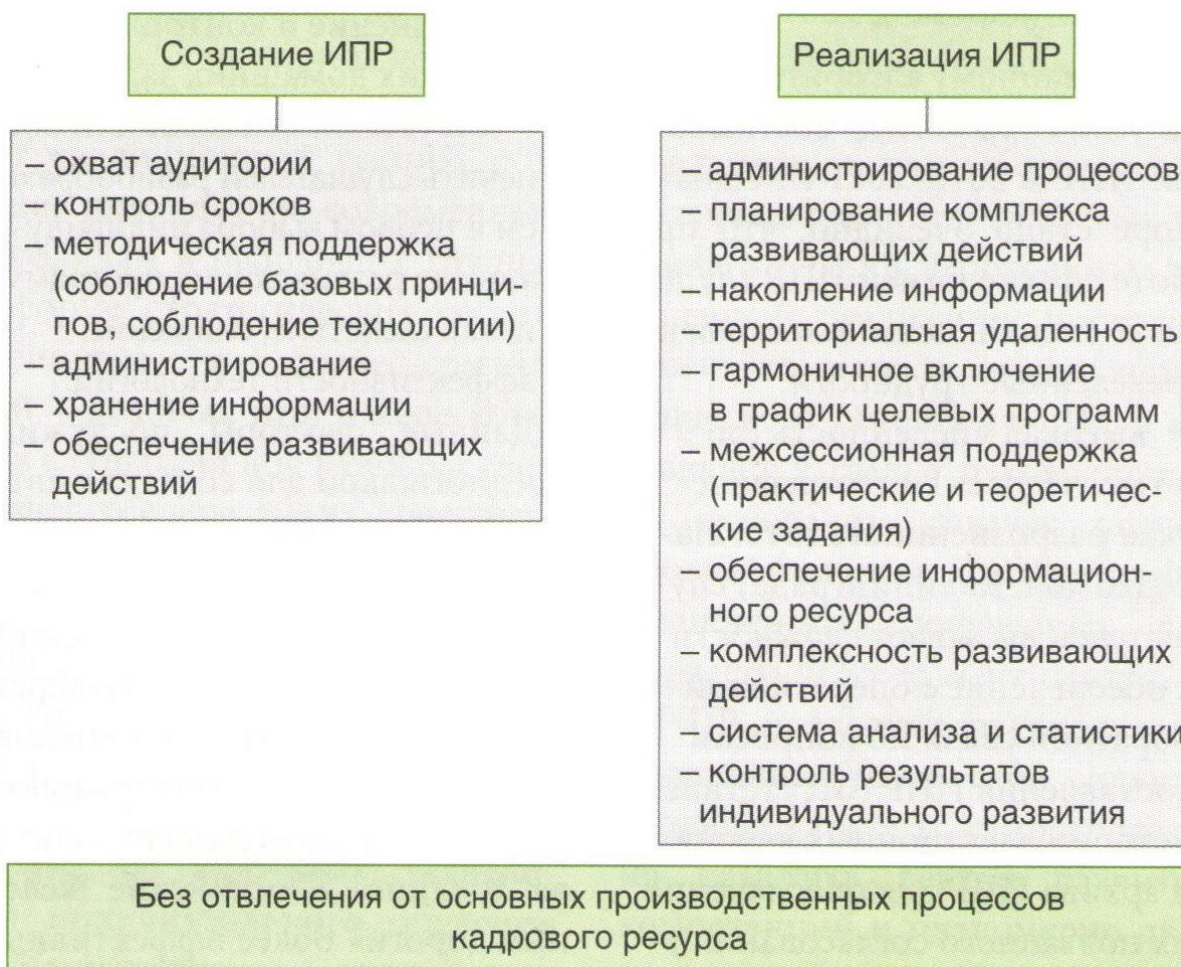 Создание ИПР
– охват аудитории
– контроль сроков
– методическая поддержка
(соблюдение базовых принци-
пов, соблюдение технологии)
– администрирование
– хранение информации
– обеспечение развивающих
действий
Реализация ИПР
– администрирование процессов
– планирование комплекса
развивающих действий
– накопление информации
– территориальная удаленность
– гармоничное включение
в график целевых программ
– межсессионная поддержка
(практические и теоретичес-
кие задания)
– обеспечение информацион-
ного ресурса
– комплексность развивающих
действий
– система анализа и статистики
– контроль результатов
индивидуального развития
Без отвлечения от основных производственных процессов
кадрового ресурса